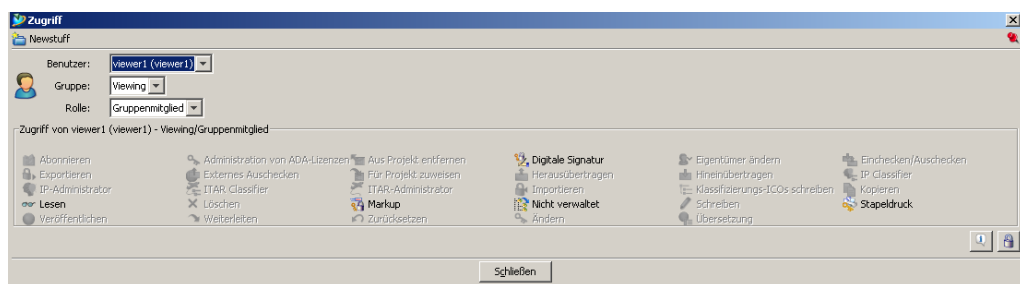 Zugriff
Newstuff
Benutzer: viewer1 (viewer1)
Gruppe: Viewing
Rolle: Gruppenmitglied
Zugriff von viewer1 (viewer1) - Viewing/Gruppenmitglied
Abonnieren Administration von ADA-Lizenzen Aus Projekt entfernen Digitale Signatur Eigentümer ändern Einchecken/Auschecken
Exportieren Externes Auschecken Für Projekt zuweisen Herausübertragen Hineinübertragen IP Classifier
IP-Administrator ITAR Classifier ITAR-Administrator Importieren Klassifizierungs-ICOs schreiben Kopieren
Lesen Löschen Markup Nicht verwaltet Schreiben Stapeldruck
Veröffentlichen Weiterleiten Zurücksetzen Ändern Übersetzung
Schließen